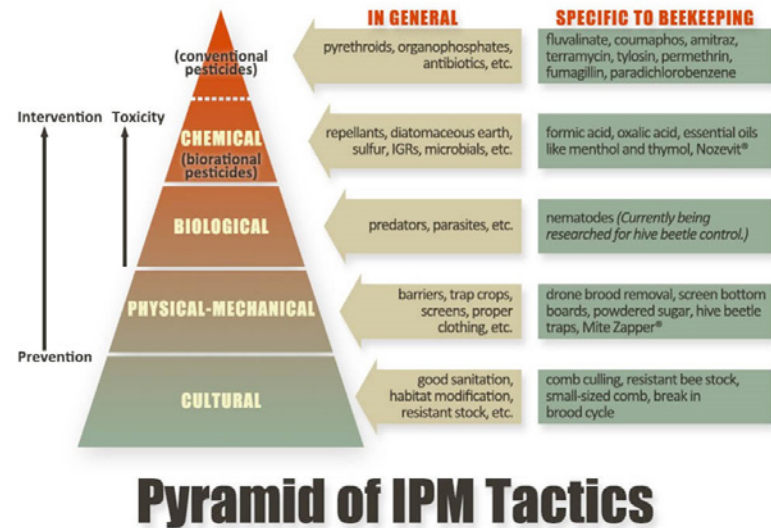 IN GENERAL
SPECIFIC TO BEEKEEPING
(conventional
pesticides)
pyrethroids, organophosphates,
antibiotics, etc.
fluvalinate, coumaphos, amitraz,
terramycin, tylosin, permethrin,
fumagillin, paradichlorobenzene
Intervention
Toxicity
CHEMICAL
(biorational
pesticides)
repellants, diatomaceous earth,
sulfur, IGRs, microbials, etc.
formic acid, oxalic acid, essential oils
like menthol and thymol, Nozevit®
BIOLOGICAL
predators, parasites, etc.
nematodes (Currently being
researched for hive beetle control.)
PHYSICAL-MECHANICAL
barriers, trap crops,
screens, proper
clothing, etc.
drone brood removal, screen bottom
boards, powdered sugar, hive beetle
traps, Mite Zapper®
Prevention
CULTURAL
good sanitation,
habitat modification,
resistant stock, etc.
comb culling, resistant bee stock,
small-sized comb, break in
brood cycle
Pyramid of IPM Tactics